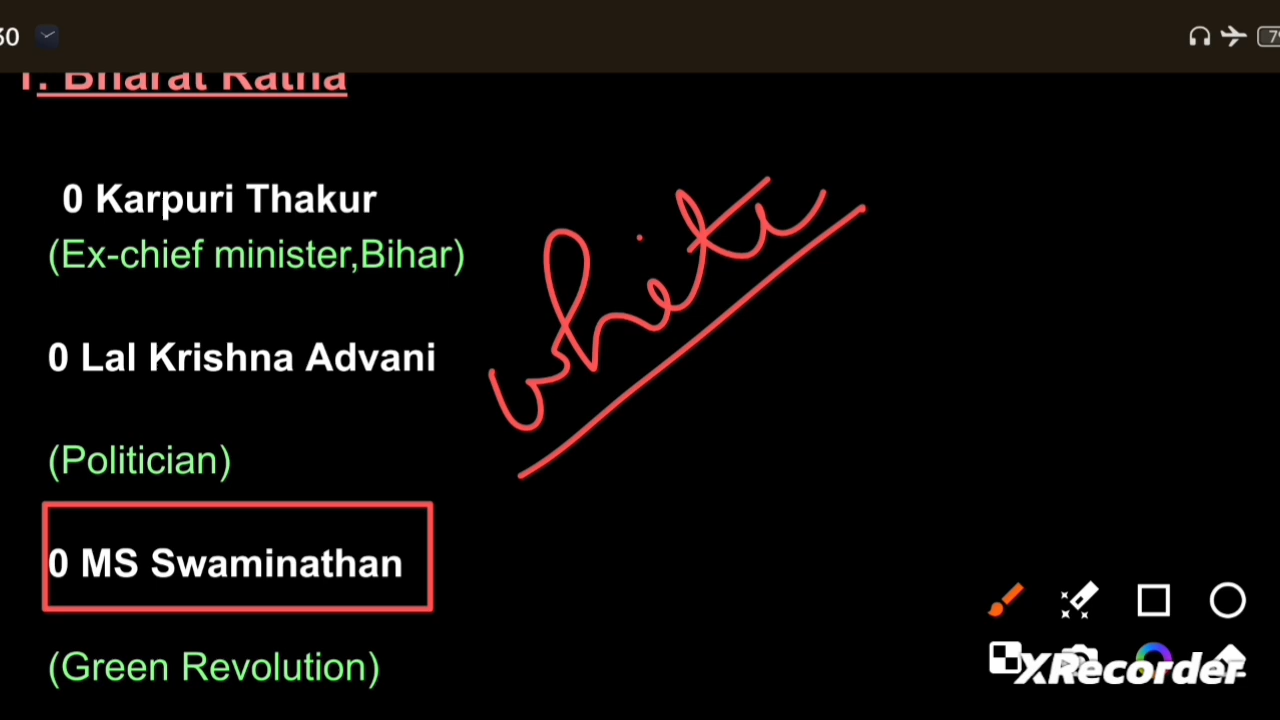 1. Bharat Ratna
0 Karpuri Thakur
(Ex-chief minister,Bihar)
white
0 Lal Krishna Advani
(Politician)
0 MS Swaminathan
(Green Revolution)
XRecorder